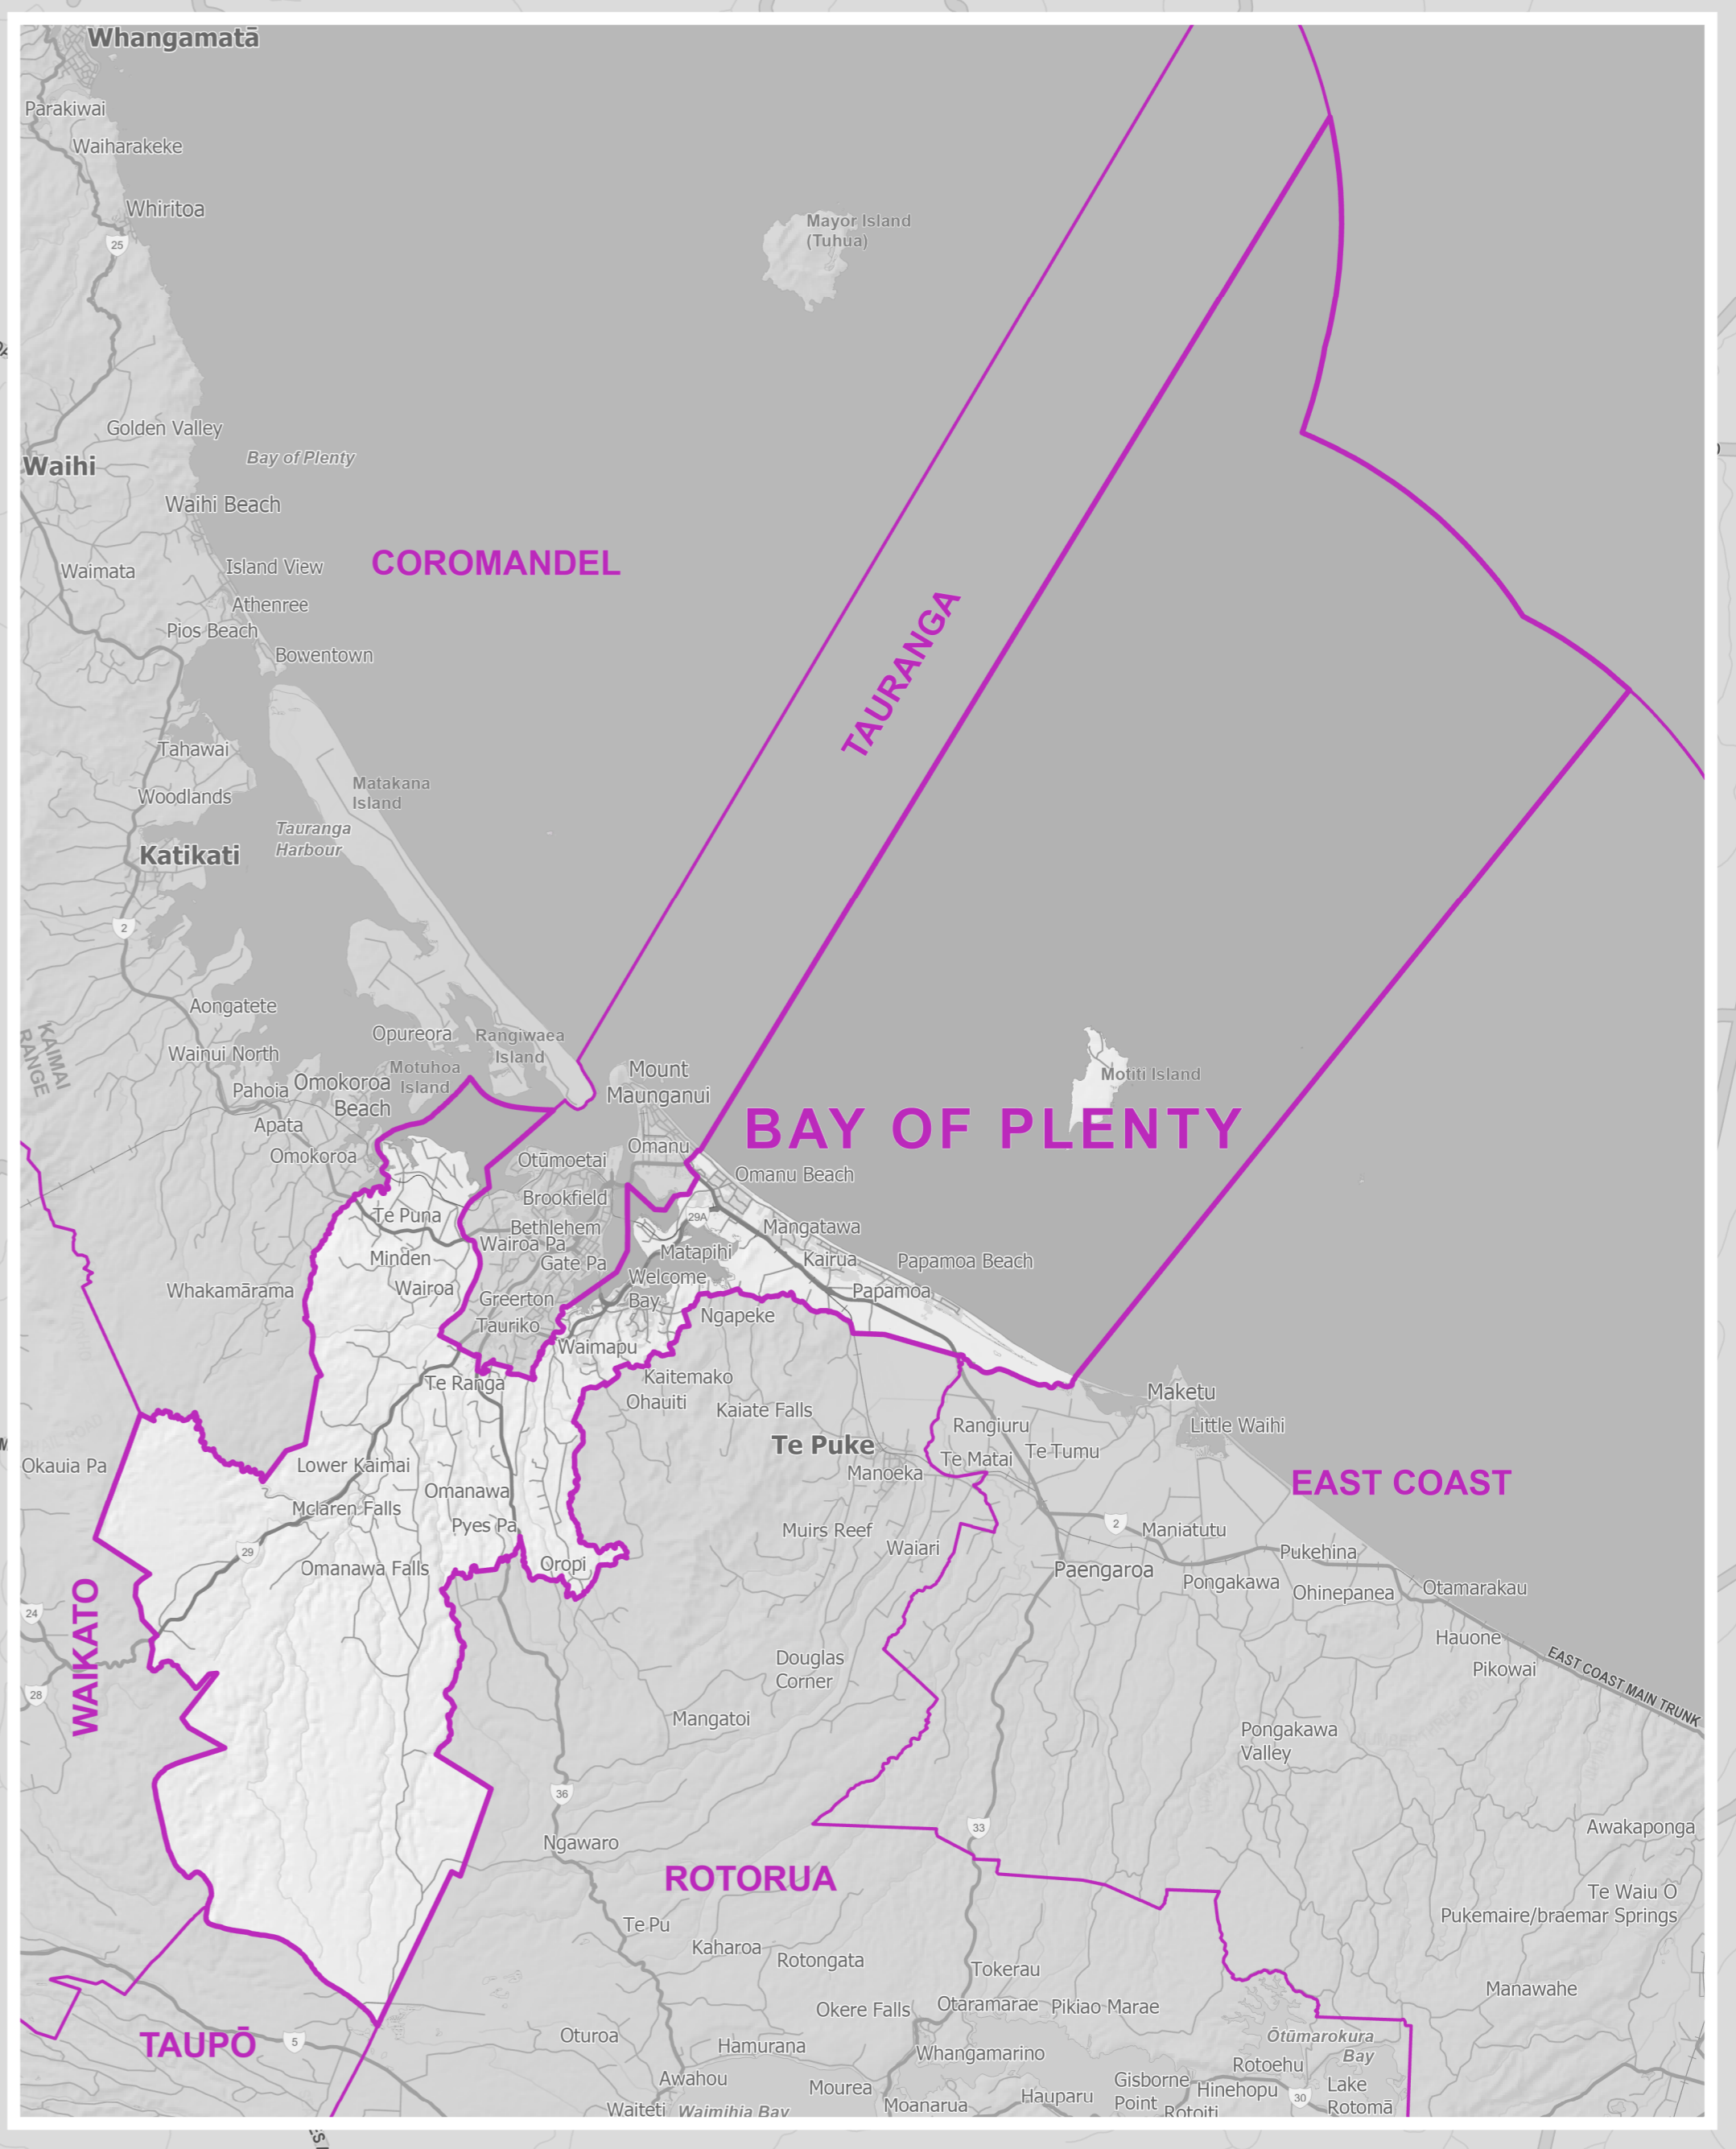 Whangamatā
Parakiwai
Waiharakeke
Whiritoa
25
Mayor Island
(Tuhua)
Golden Valley
Waihi
Bay of Plenty
Waihi Beach
COROMANDEL
Island View
Waimata
Athenree
Pios Beach
Bowentown
TAURANGA
Tahawai
Matakana
Island
Woodlands
Tauranga
Harbour
Katikati
2
Aongatete
KAIMAI
RANGE
Opureora
Rangiwaea
Island
Wainui North
Motuhoa
Island
Mount
Maunganui
Motiti Island
Pahoia
Omokoroa
Beach
BAY OF PLENTY
Apata
Omokoroa
Omanu
Otūmoetai
Omanu Beach
Brookfield
Te Puna
29A
Bethlehem
Mangatawa
Wairoa Pa
Minden
Matapihi
Kairua
Papamoa Beach
Gate Pa
Whakamārama
Wairoa
Welcome
Bay
Papamoa
Greerton
Ngapeke
Tauriko
Waimapu
Te Ranga
Kaitemako
Maketu
Ohauiti
Kaiate Falls
Rangiuru
Little Waihi
Te Puke
Te Matai
Te Tumu
Okauia Pa
Lower Kaimai
Manoeka
EAST COAST
Omanawa
Mclaren Falls
Pyes Pa
Muirs Reef
2
Maniatutu
Waiari
29
Oropi
Pukehina
Omanawa Falls
Paengaroa
Pongakawa
Ohinepanea
Otamarakau
24
WAIKATO
Hauone
Douglas
Corner
Pikowai
EAST COAST MAIN TRUNK
28
Mangatoi
Pongakawa
Valley
36
33
Awakaponga
Ngawaro
ROTORUA
Te Waiu O
Pukemaire/braemar Springs
Te Pu
Kaharoa
Rotongata
Tokerau
Manawahe
Okere Falls
Otaramarae
Pikiao Marae
TAUPŌ
5
Oturoa
Hamurana
Whangamarino
Ōtūmarokura
Bay
Rotoehu
Awahou
Mourea
Hauparu
Gisborne
Point
Hinehopu
30
Lake
Rotomā
Waiteti
Waimihia Bay
Moanarua
Rotoiti